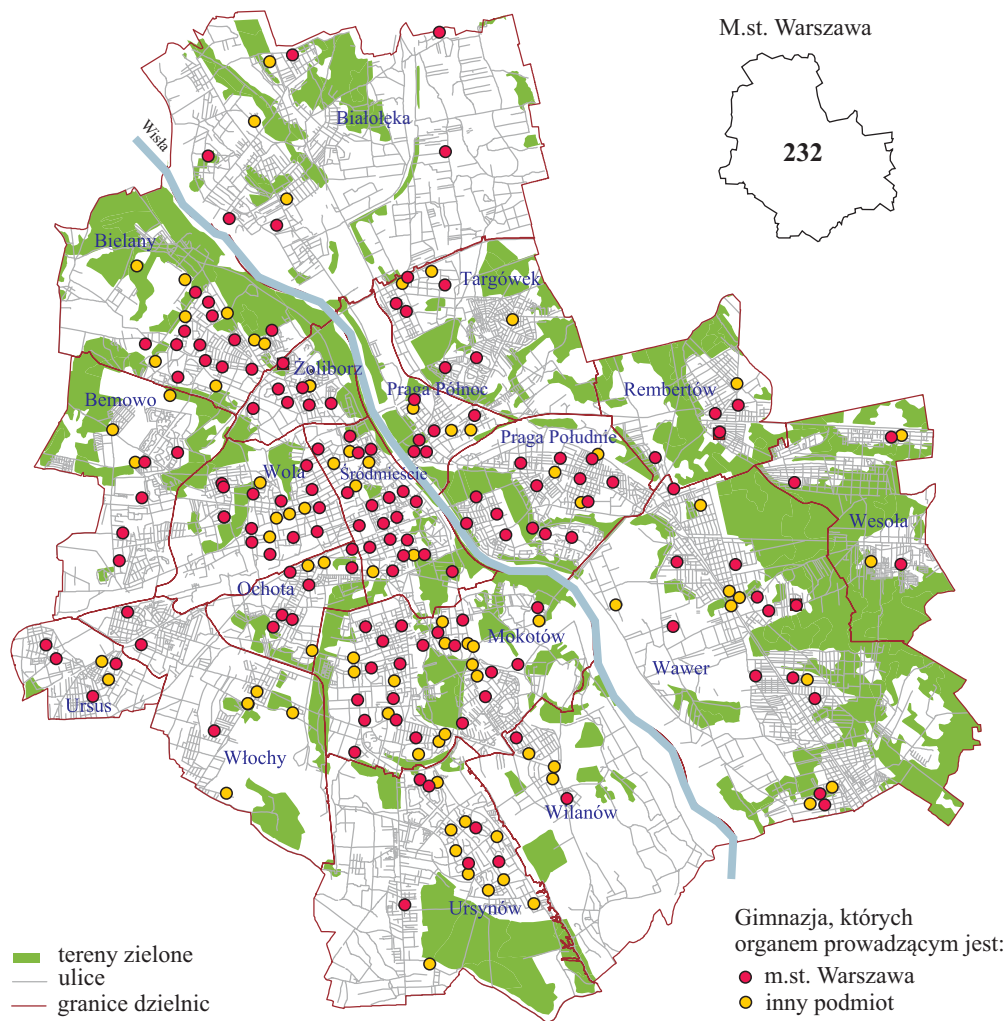 M.st. Warszawa
232
Wisła
Białołęka
Bielany
Targówek
Żoliborz
Rembertów
Bemowo
Praga Północ
Praga Południe
Wola
Śródmieście
Wesoła
Ochota
Mokotów
Wawer
Ursus
Włochy
Wilanów
Ursynów
tereny zielone
ulice
granice dzielnic
Gimnazja, których
organem prowadzącym jest:
m.st. Warszawa
inny podmiot